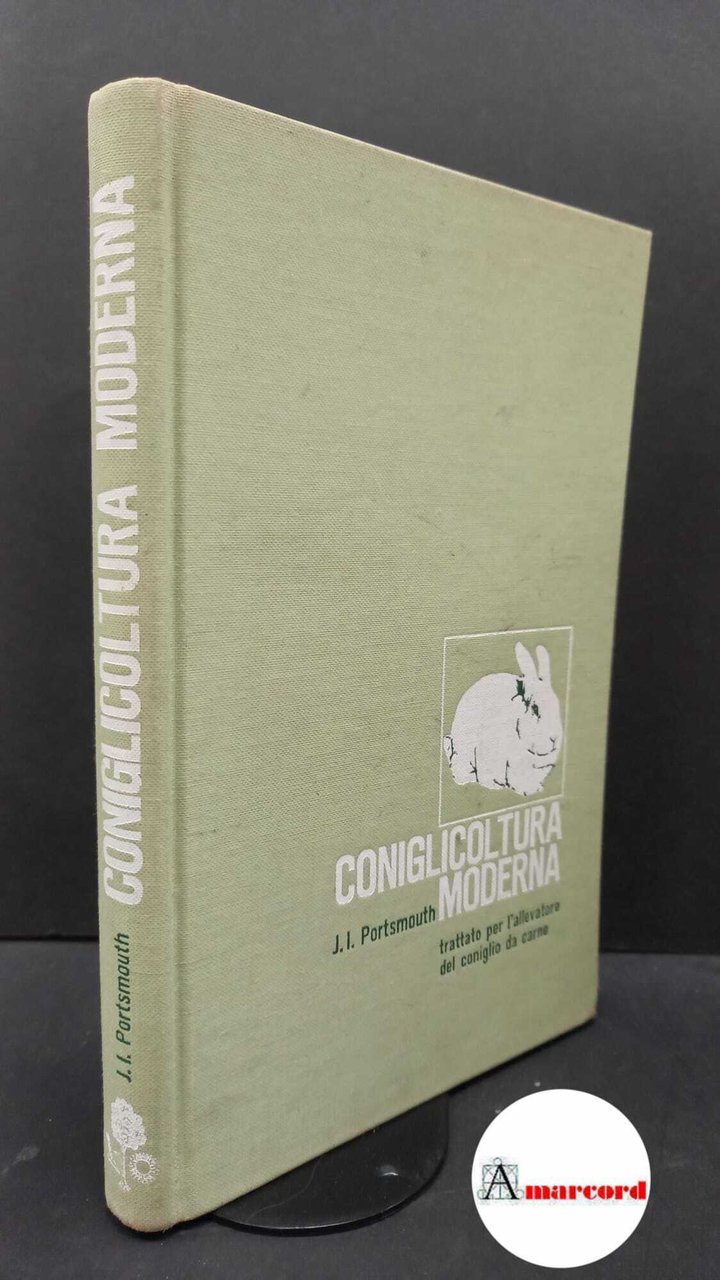 CONIGLICOLTURA MODERNA
J. I. Portsmouth
CONIGLICOLTURA
MODERNA
J. I. Portsmouth
trattato per l'allevatore
del coniglio da carne
Amarcord